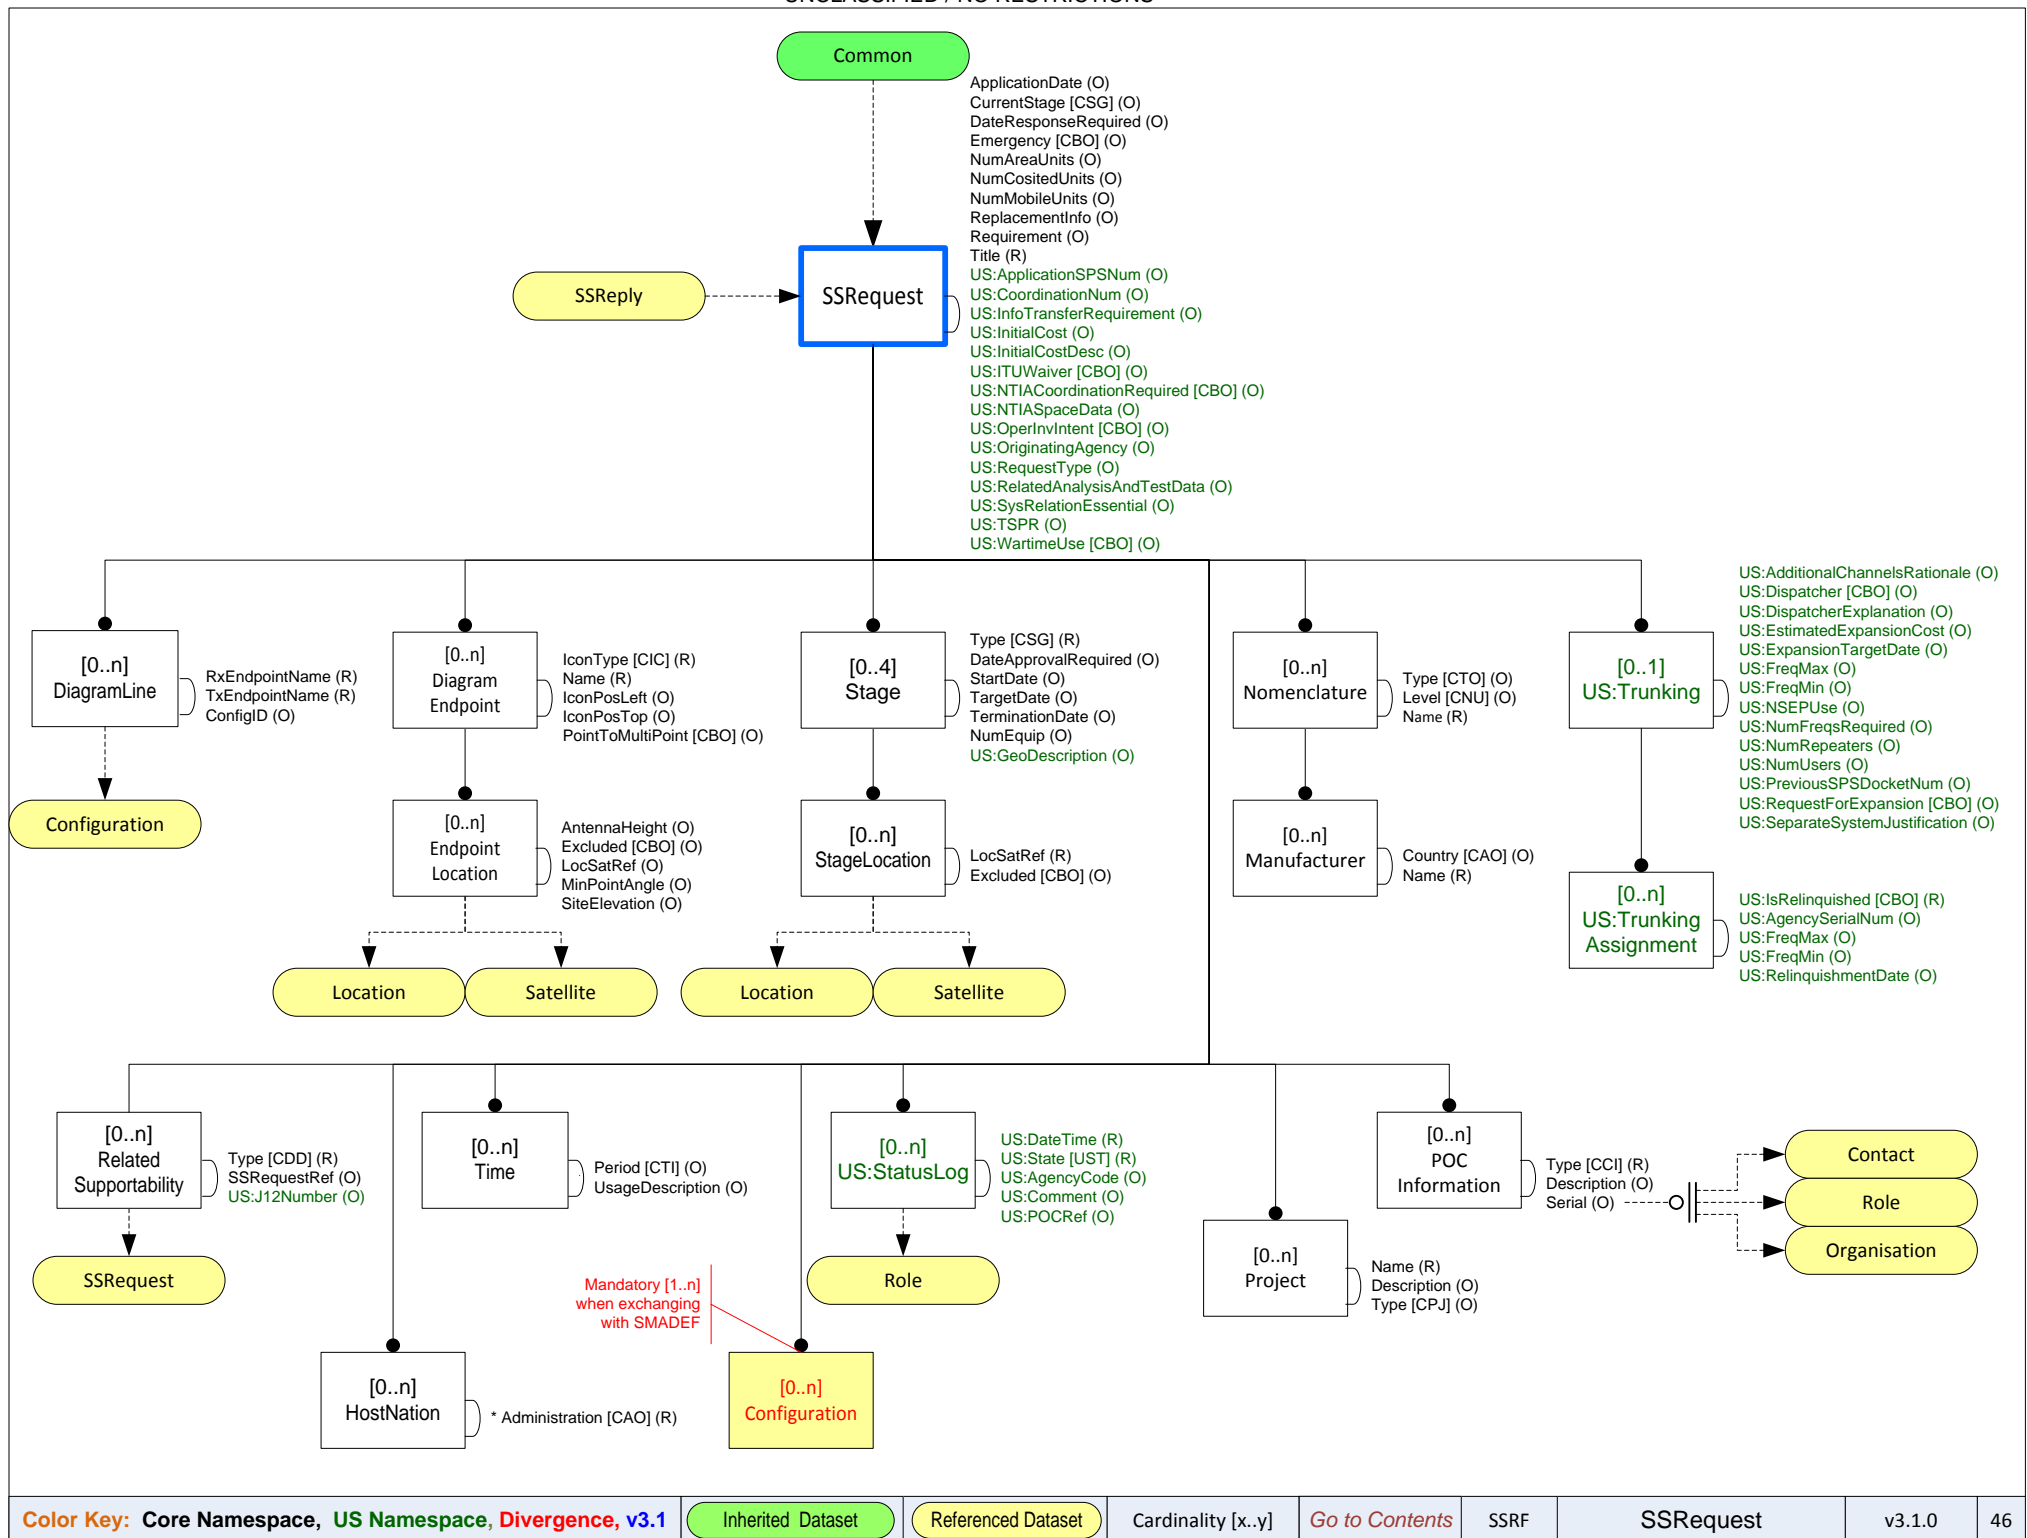 UNCLASSIFIED / NO RESTRICTIONS
Common
ApplicationDate (O)
CurrentStage [CSG] (O)
DateResponseRequired (O)
Emergency [CBO] (O)
NumAreaUnits (O)
NumCositedUnits (O)
NumMobileUnits (O)
ReplacementInfo (O)
Requirement (O)
Title (R)
US:ApplicationSPSNum (O)
US:CoordinationNum (O)
US:InfoTransferRequirement (O)
US:InitialCost (O)
US:InitialCostDesc (O)
US:ITUWaiver [CBO] (O)
US:NTIACoordinationRequired [CBO] (O)
US:NTIASpaceData (O)
US:OperInvIntent [CBO] (O)
US:OriginatingAgency (O)
US:RequestType (O)
US:RelatedAnalysisAndTestData (O)
US:SysRelationEssential (O)
US:TSPR (O)
US:WartimeUse [CBO] (O)
SSReply
SSRequest
[0..n]
DiagramLine
RxEndpointName (R)
TxEndpointName (R)
ConfigID (O)
Configuration
[0..n]
Diagram
Endpoint
IconType [CIC] (R)
Name (R)
IconPosLeft (O)
IconPosTop (O)
PointToMultiPoint [CBO] (O)
[0..n]
Endpoint
Location
AntennaHeight (O)
Excluded [CBO] (O)
LocSatRef (O)
MinPointAngle (O)
SiteElevation (O)
Location
Satellite
[0..4]
Stage
Type [CSG] (R)
DateApprovalRequired (O)
StartDate (O)
TargetDate (O)
TerminationDate (O)
NumEquip (O)
US:GeoDescription (O)
[0..n]
StageLocation
LocSatRef (R)
Excluded [CBO] (O)
Location
Satellite
[0..n]
Nomenclature
Type [CTO] (O)
Level [CNU] (O)
Name (R)
[0..n]
Manufacturer
Country [CAO] (O)
Name (R)
[0..1]
US:Trunking
US:AdditionalChannelsRationale (O)
US:Dispatcher [CBO] (O)
US:DispatcherExplanation (O)
US:EstimatedExpansionCost (O)
US:ExpansionTargetDate (O)
US:FreqMax (O)
US:FreqMin (O)
US:NSEPUse (O)
US:NumFreqsRequired (O)
US:NumRepeaters (O)
US:NumUsers (O)
US:PreviousSPSDocketNum (O)
US:RequestForExpansion [CBO] (O)
US:SeparateSystemJustification (O)
[0..n]
US:Trunking
Assignment
US:IsRelinquished [CBO] (R)
US:AgencySerialNum (O)
US:FreqMax (O)
US:FreqMin (O)
US:RelinquishmentDate (O)
[0..n]
Related
Supportability
Type [CDD] (R)
SSRequestRef (O)
US:J12Number (O)
SSRequest
[0..n]
Time
Period [CTI] (O)
UsageDescription (O)
[0..n]
US:StatusLog
US:DateTime (R)
US:State [UST] (R)
US:AgencyCode (O)
US:Comment (O)
US:POCRef (O)
Role
[0..n]
POC
Information
Type [CCI] (R)
Description (O)
Serial (O)
Contact
Role
Organisation
[0..n]
Project
Name (R)
Description (O)
Type [CPJ] (O)
Mandatory [1..n]
when exchanging
with SMADEF
[0..n]
HostNation
* Administration [CAO] (R)
[0..n]
Configuration
Color Key: Core Namespace, US Namespace, Divergence, v3.1
Inherited Dataset
Referenced Dataset
Cardinality [x..y]
Go to Contents
SSRF
SSRequest
v3.1.0
46